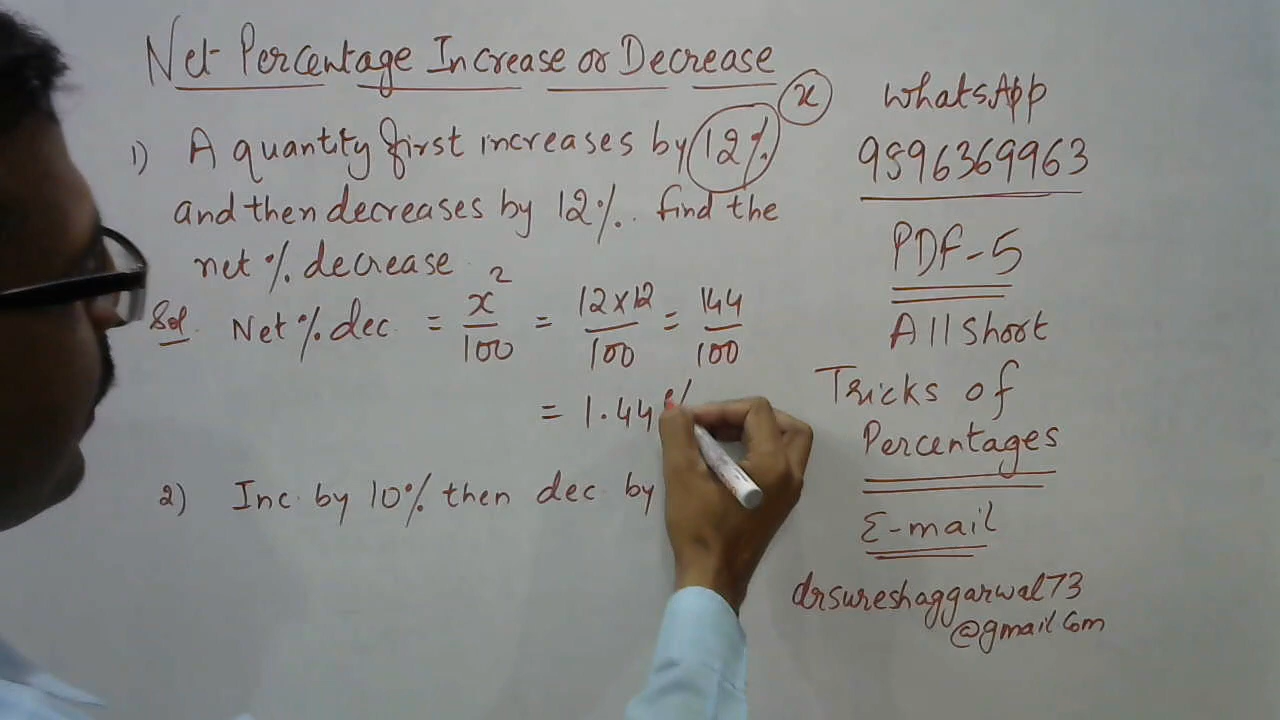 Net Percentage Increase or Decrease
1) A quantity first increases by 12% x
and then decreases by 12%. find the
net % decrease
Sol. Net % dec = x²/100 = 12x12/100 = 144/100
= 1.44%
2) Inc. by 10% then dec. by
WhatsApp
9596369963
PDF-5
All Short
Tricks of
Percentages
E-mail
drsureshaggarwal73
@gmail.com